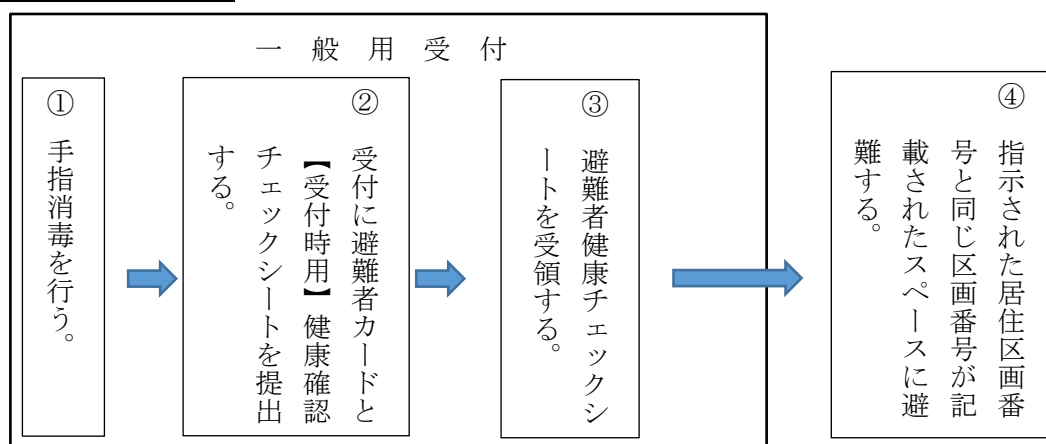 一般用受付
①　手指消毒を行う。
②　受付に避難者カードと
【受付時用】健康確認
チェックシートを提出
する。
③　避難者健康チェックシ
ートを受領する。
④　指示された居住区画番
号と同じ区画番号が記
載されたスペースに避
難する。